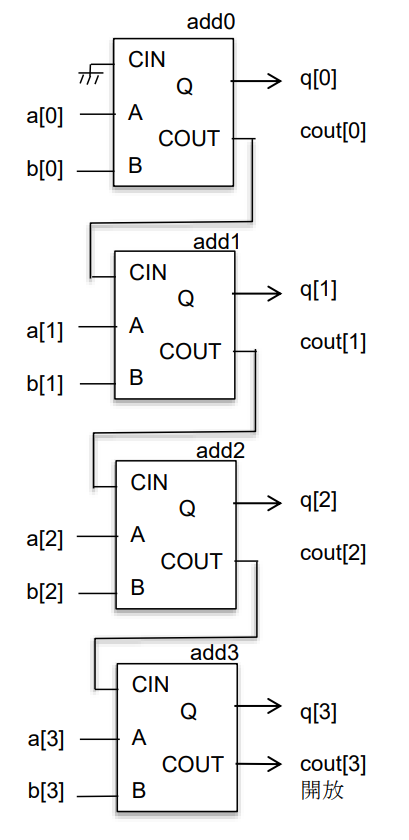 add0
CIN
Q
q[0]
a[0]
A
COUT
cout[0]
b[0]
B
add1
CIN
Q
q[1]
a[1]
A
COUT
cout[1]
b[1]
B
add2
CIN
Q
q[2]
a[2]
A
COUT
cout[2]
b[2]
B
add3
CIN
Q
q[3]
a[3]
A
COUT
cout[3]
b[3]
B
開放